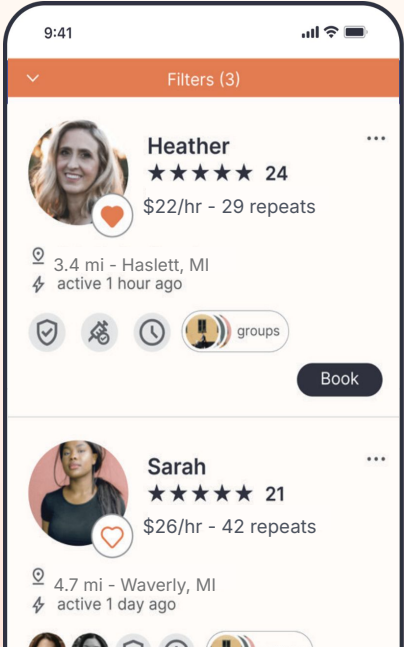 9:41
Filters (3)
Heather
★★★★★ 24
$22/hr - 29 repeats
3.4 mi - Haslett, MI
active 1 hour ago
groups
Book
Sarah
★★★★★ 21
$26/hr - 42 repeats
4.7 mi - Waverly, MI
active 1 day ago